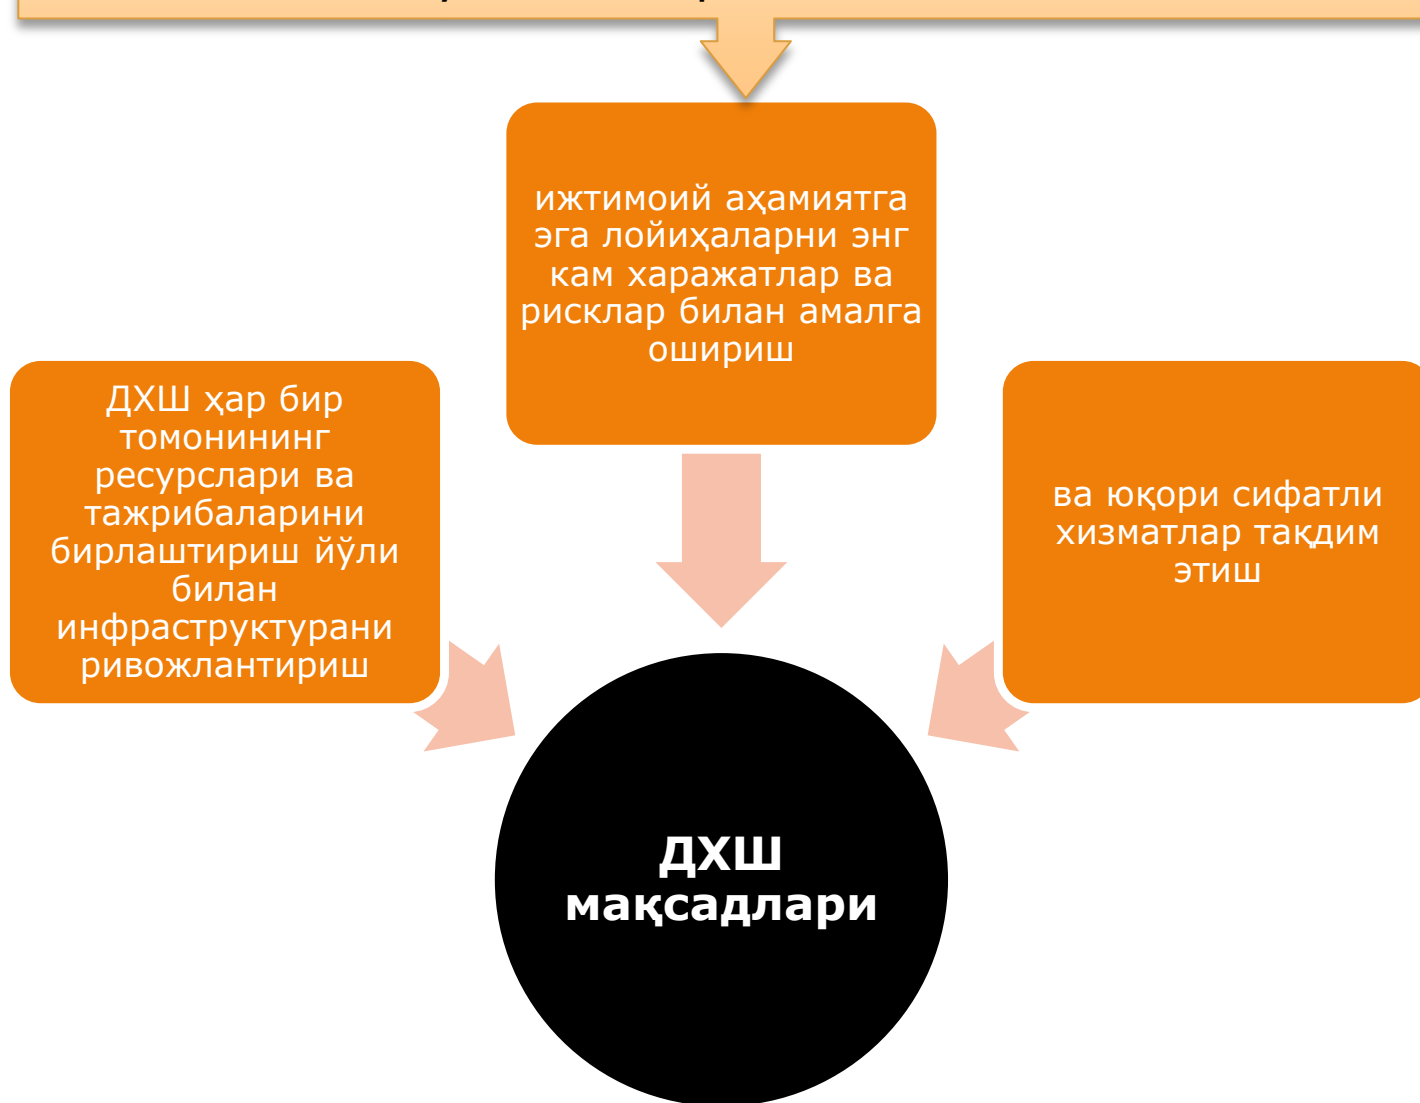 ижтимоий аҳамиятга
эга лойиҳаларни энг
кам харажатлар ва
рисклар билан амалга
ошириш
ДХШ ҳар бир
томонининг
ресурслари ва
тажрибаларини
бирлаштириш йўли
билан
инфраструктурани
ривожлантириш
ва юқори сифатли
хизматлар тақдим
этиш
ДХШ
мақсадлари